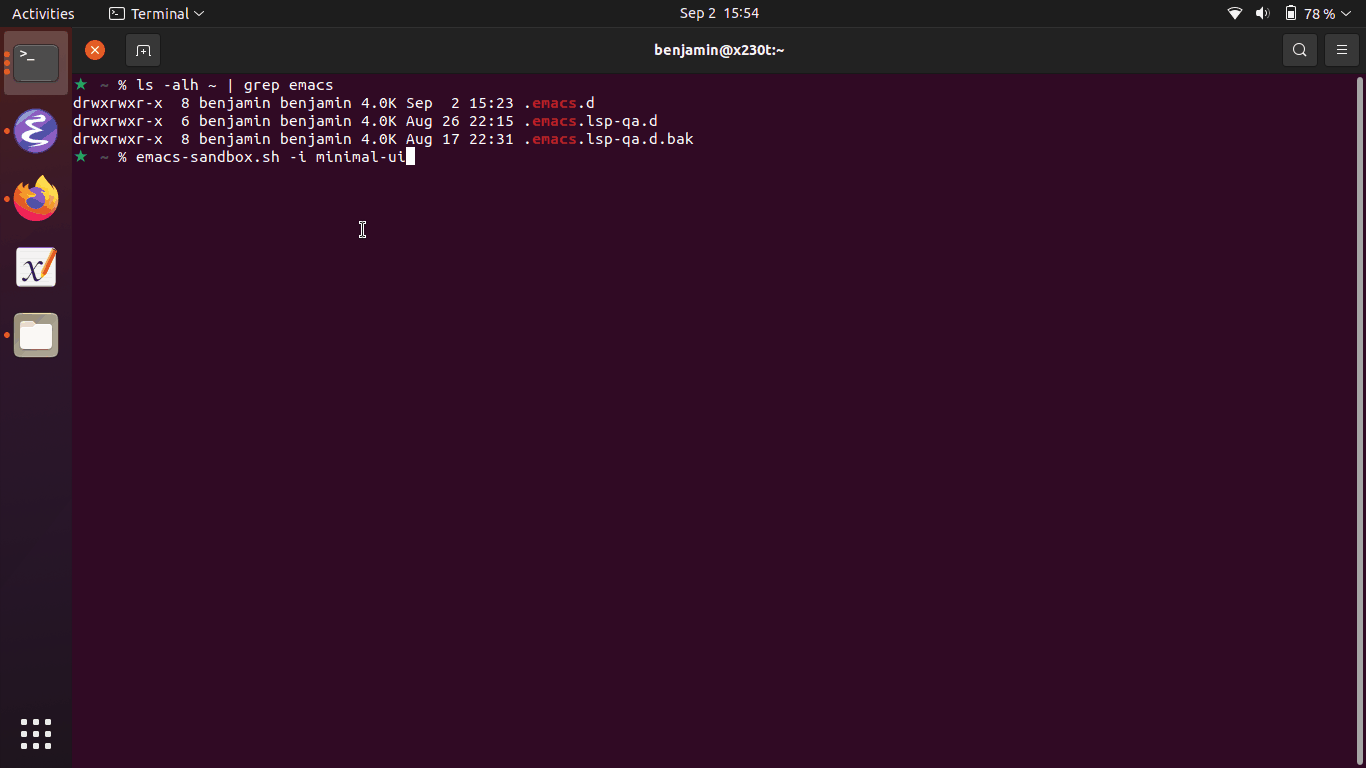 Activities Terminal Sep 2 15:54 78 %
benjamin@x230t:~
★ ~ % ls -alh ~ | grep emacs
drwxrwxr-x  8 benjamin benjamin 4.0K Sep  2 15:23 .emacs.d
drwxrwxr-x  6 benjamin benjamin 4.0K Aug 26 22:15 .emacs.lsp-qa.d
drwxrwxr-x  8 benjamin benjamin 4.0K Aug 17 22:31 .emacs.lsp-qa.d.bak
★ ~ % emacs-sandbox.sh -i minimal-ui